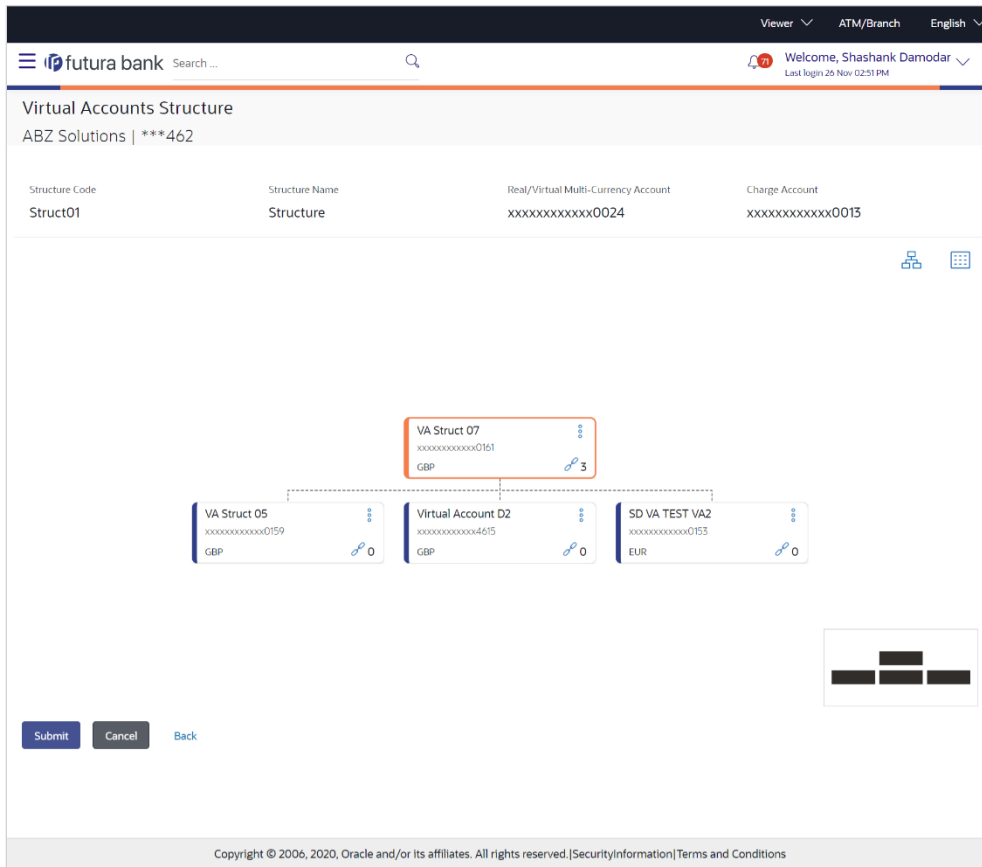 Viewer ATM/Branch English
futura bank Search ... 71 Welcome, Shashank Damodar
Last login 26 Nov 02:51 PM
Virtual Accounts Structure
ABZ Solutions | ***462
Structure Code Structure Name Real/Virtual Multi-Currency Account Charge Account
Struct01 Structure xxxxxxxxxxxx0024 xxxxxxxxxxxx0013
VA Struct 07
xxxxxxxxxxxx0161
GBP 3
VA Struct 05 Virtual Account D2 SD VA TEST VA2
xxxxxxxxxxxx0159 xxxxxxxxxxxx4615 xxxxxxxxxxxx0153
GBP 0 GBP 0 EUR 0
Submit Cancel Back
Copyright © 2006, 2020, Oracle and/or its affiliates. All rights reserved.|SecurityInformation|Terms and Conditions